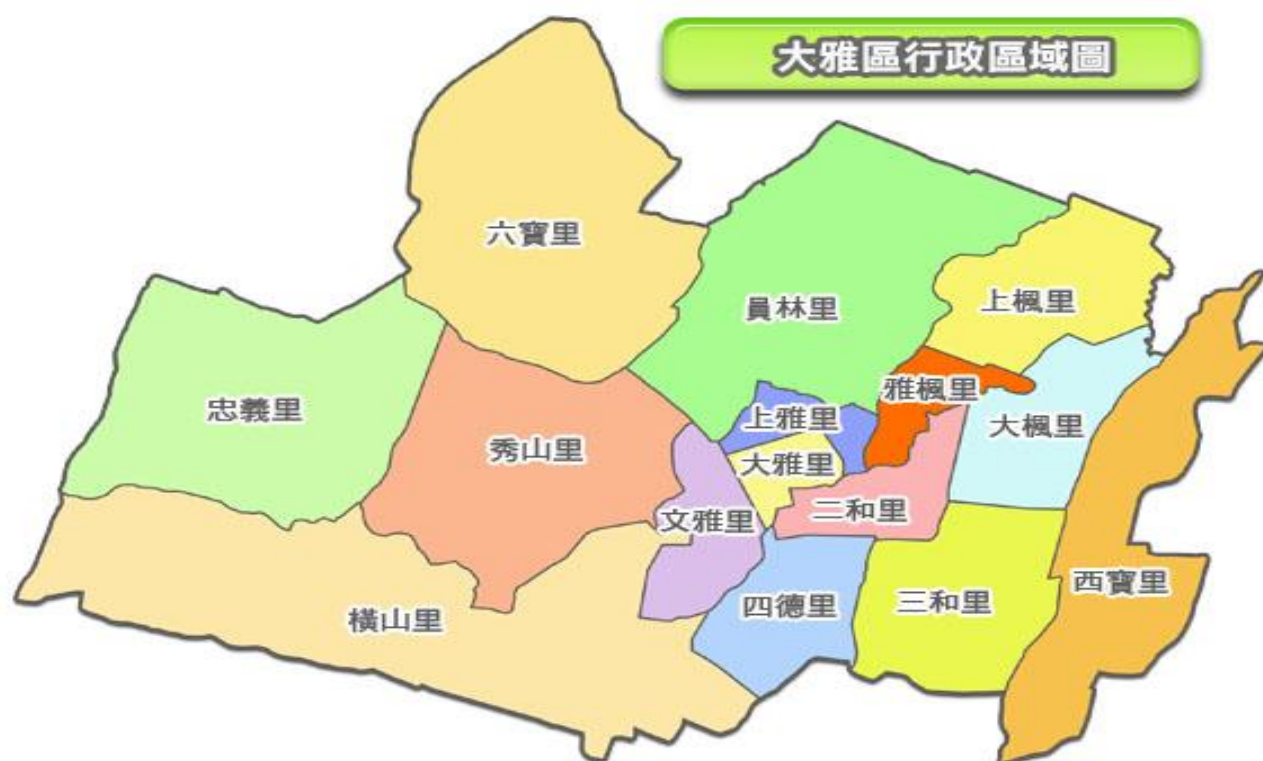 大雅區行政區域圖
六寶里
員林里
上楓里
忠義里
秀山里
上雅里
雅楓里
大楓里
大雅里
文雅里
二和里
橫山里
四德里
三和里
西寶里